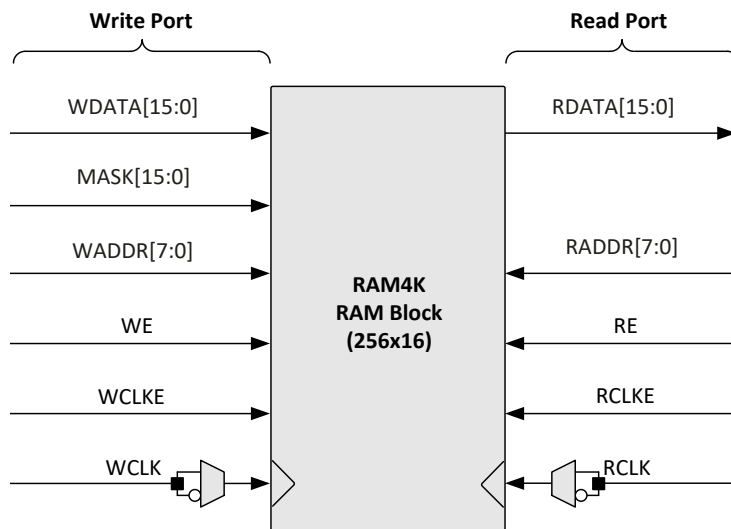 Write Port
Read Port
WDATA[15:0]
RDATA[15:0]
MASK[15:0]
WADDR[7:0]
RADDR[7:0]
RAM4K
RAM Block
(256x16)
WE
RE
WCLKE
RCLKE
WCLK
RCLK